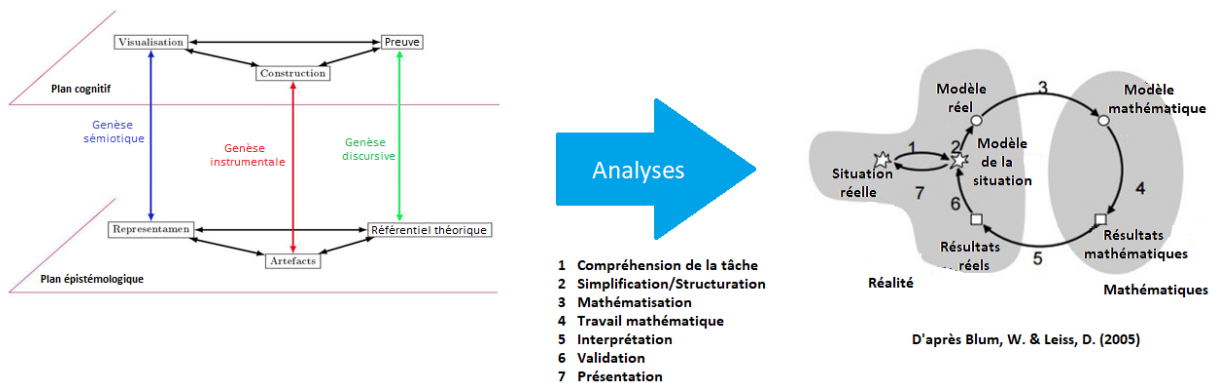 Visualisation
Preuve
Construction
Plan cognitif
Genèse
sémiotique
Genèse
instrumentale
Genèse
discursive
Representamen
Référentiel théorique
Artefacts
Plan épistémologique
Analyses
1 Compréhension de la tâche
2 Simplification/Structuration
3 Mathématisation
4 Travail mathématique
5 Interprétation
6 Validation
7 Présentation
Modèle
réel
3
Modèle
mathématique
1
2
Modèle
de la
situation
Situation
réelle
7
6
4
Résultats
réels
5
Résultats
mathématiques
Réalité
Mathématiques
D'après Blum, W. & Leiss, D. (2005)